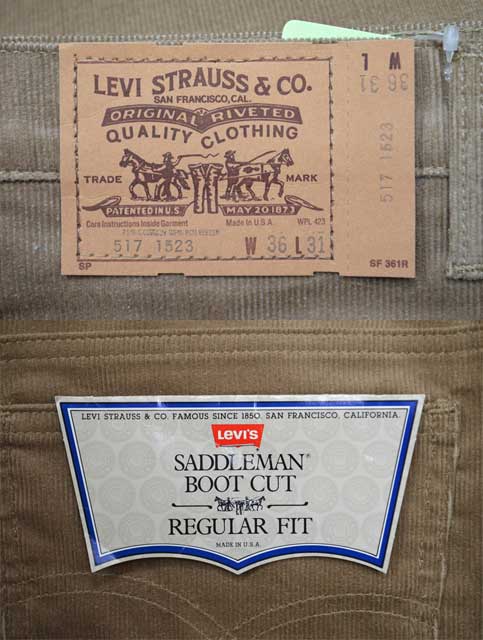 LEVI STRAUSS & CO.
SAN FRANCISCO, CAL.
ORIGINAL RIVETED
QUALITY CLOTHING
TRADE MARK
PATENTED IN U.S. MAY 20 1873
Care Instructions Inside Garment Made in U.S.A. WPL 423
517 1523 W 36 L 31
SP SF 361R
W L
36 31
517 1523
LEVI STRAUSS & CO. FAMOUS SINCE 1850. SAN FRANCISCO, CALIFORNIA.
LEVI'S
SADDLEMAN®
BOOT CUT
REGULAR FIT
MADE IN U.S.A.